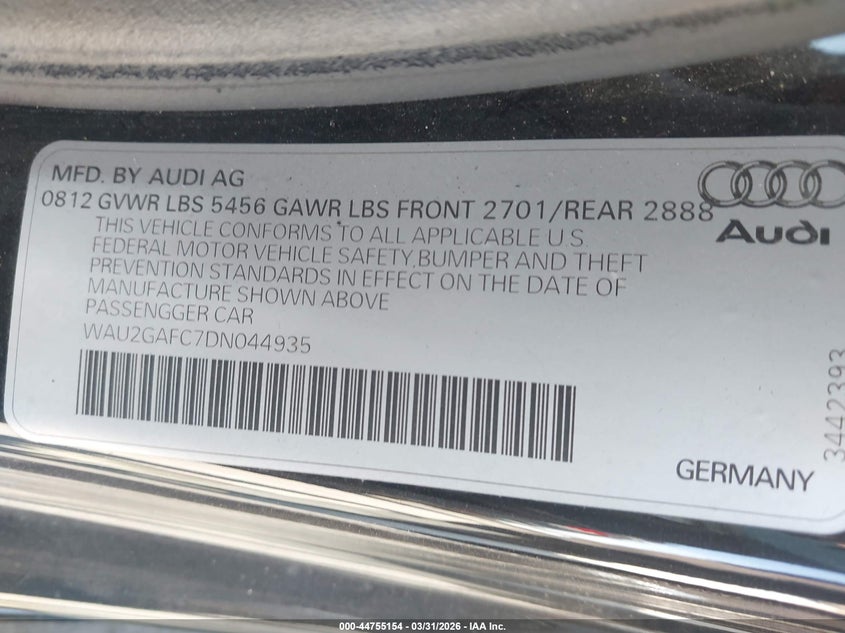 MFD. BY AUDI AG
0812 GVWR LBS 5456 GAWR LBS FRONT 2701/REAR 2888
THIS VEHICLE CONFORMS TO ALL APPLICABLE U.S.
FEDERAL MOTOR VEHICLE SAFETY,BUMPER AND THEFT
PREVENTION STANDARDS IN EFFECT ON THE DATE OF
MANUFACTURE SHOWN ABOVE
PASSENGGER CAR
WAU2GAFC7DN044935
Audi
3442393
GERMANY
000-44755154 - 03/31/2026 - IAA Inc.